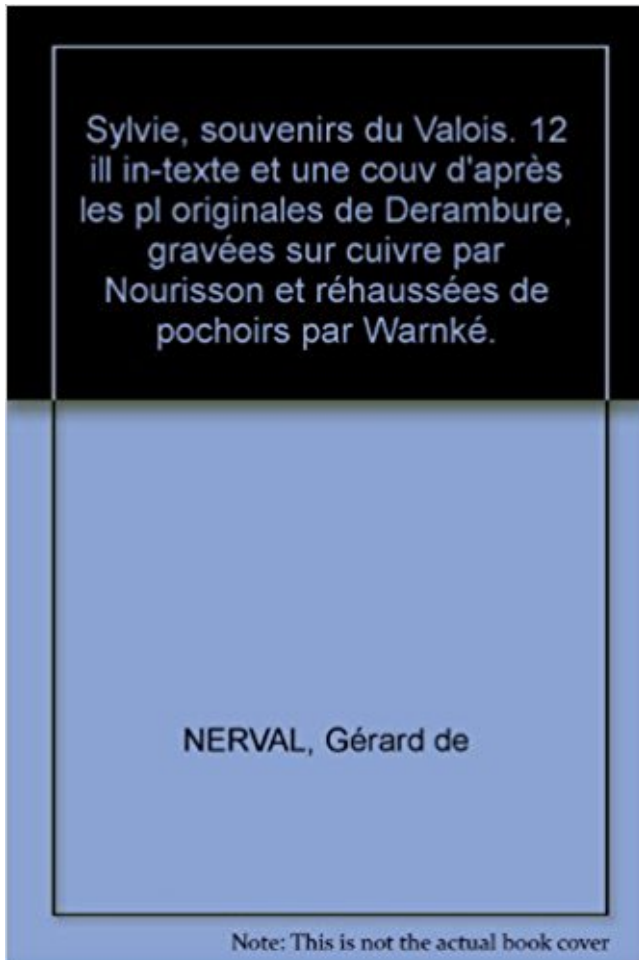 Sylvie, souvenirs du Valois. 12
ill in-texte et une couv d'après
les pl originales de Derambure,
gravées sur cuivre par
Nourisson et réhaussées de
pochoirs par Warnké.
NERVAL, Gérard de
Note: This is not the actual book cover